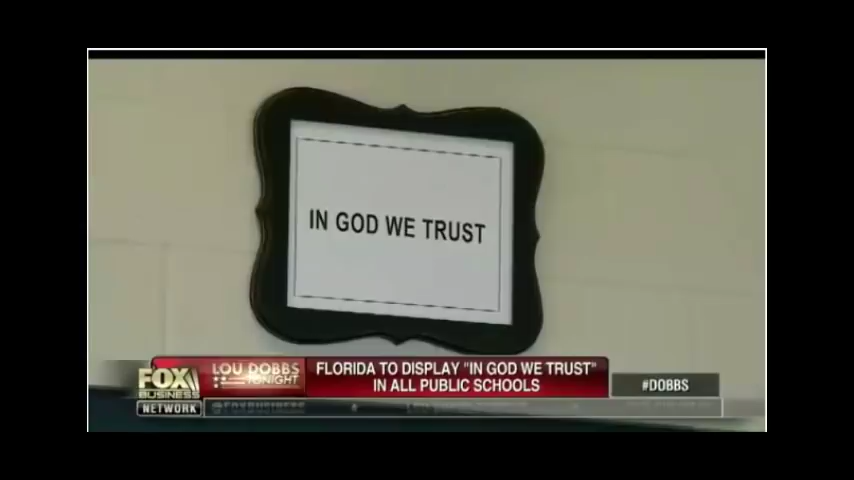 IN GOD WE TRUST
LOU DOBBS
TONIGHT
FLORIDA TO DISPLAY "IN GOD WE TRUST"
IN ALL PUBLIC SCHOOLS
#DOBBS
FOX
BUSINESS
NETWORK
@FOXBUSINESS